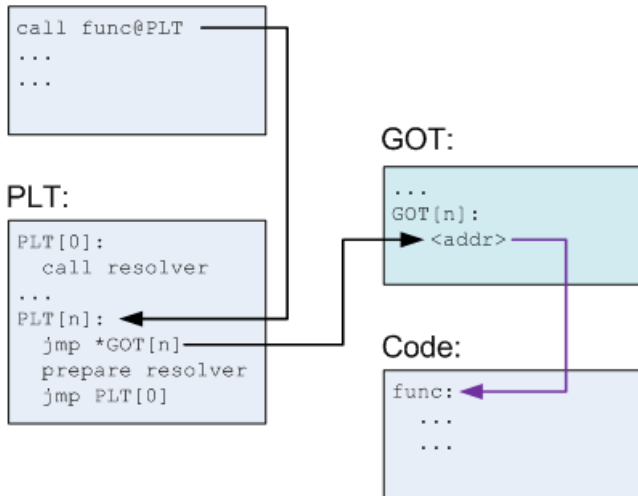 call func@PLT
...
...
PLT:
PLT[0]:
call resolver
...
PLT[n]:
jmp *GOT[n]
prepare resolver
jmp PLT[0]
GOT:
...
GOT[n]:
<addr>
Code:
func:
...
...